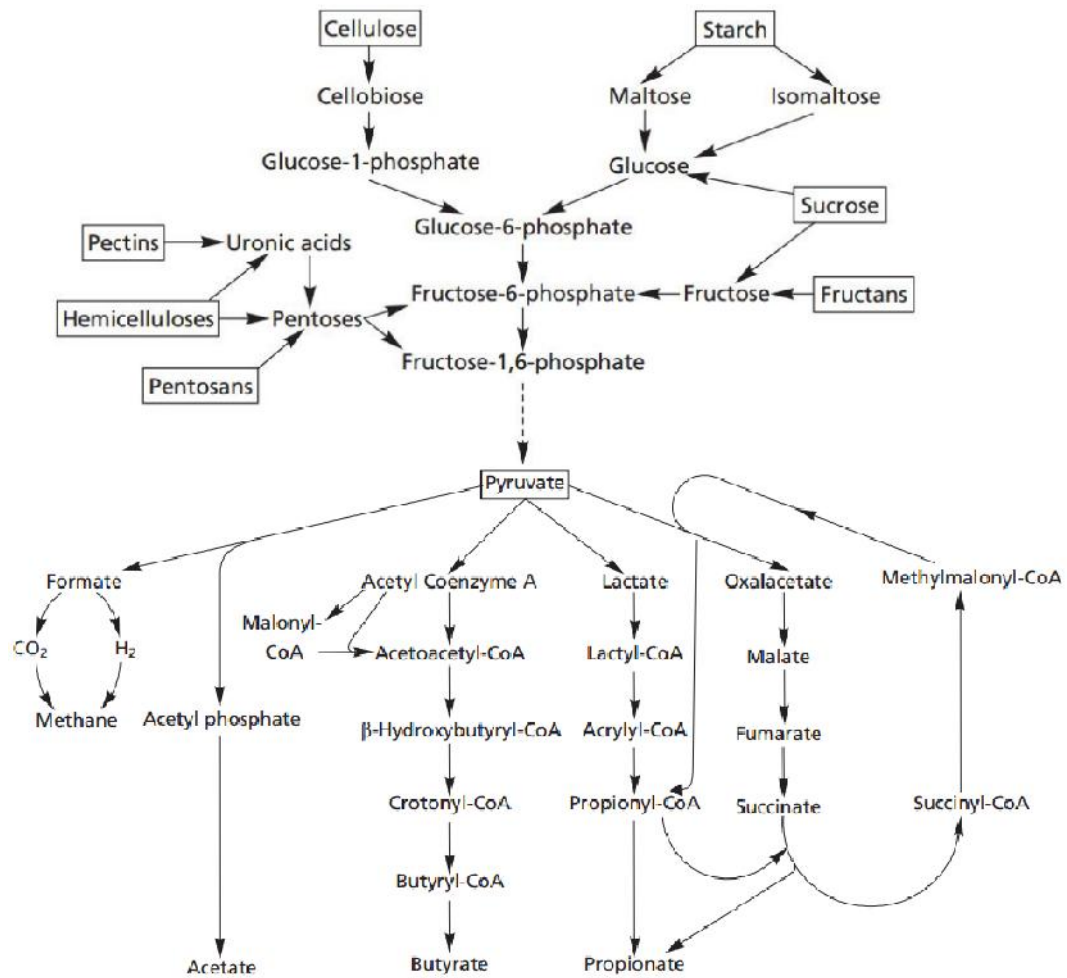 Cellulose
Starch
Cellobiose
Maltose
Isomaltose
Glucose-1-phosphate
Glucose
Sucrose
Glucose-6-phosphate
Pectins
Uronic acids
Hemicelluloses
Pentoses
Fructose-6-phosphate
Fructose
Fructans
Pentosans
Fructose-1,6-phosphate
Pyruvate
Formate
Acetyl Coenzyme A
Lactate
Oxalacetate
Methylmalonyl-CoA
Malonyl-
CoA
CO₂
H₂
Acetoacetyl-CoA
Lactyl-CoA
Malate
Methane
Acetyl phosphate
β-Hydroxybutyryl-CoA
Acrylyl-CoA
Fumarate
Crotonyl-CoA
Propionyl-CoA
Succinate
Succinyl-CoA
Butyryl-CoA
Acetate
Butyrate
Propionate